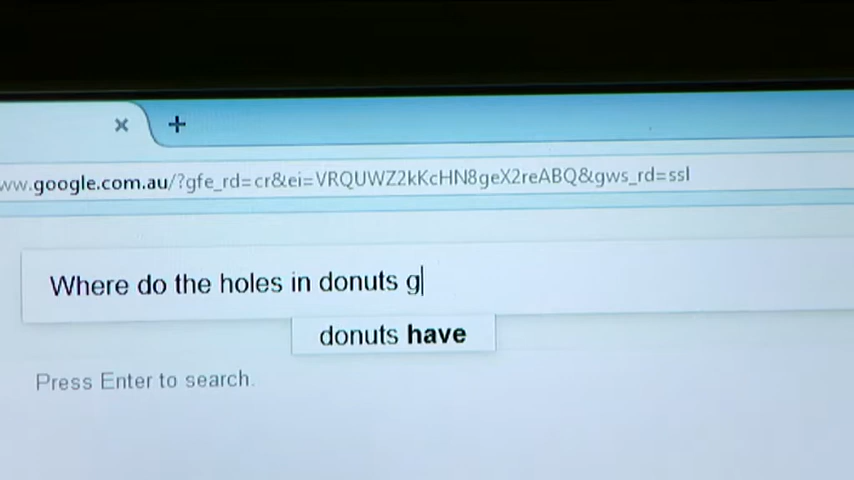 ww.google.com.au/?gfe_rd=cr&ei=VRQUWZ2kKcHN8geX2reABQ&gws_rd=ssl
Where do the holes in donuts g
donuts have
Press Enter to search.